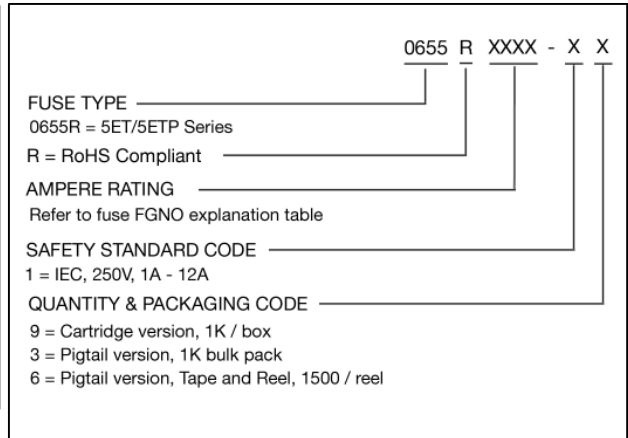 0655 R XXXX - X X
FUSE TYPE
0655R = 5ET/5ETP Series
R = RoHS Compliant
AMPERE RATING
Refer to fuse FGNO explanation table
SAFETY STANDARD CODE
1 = IEC, 250V, 1A - 12A
QUANTITY & PACKAGING CODE
9 = Cartridge version, 1K / box
3 = Pigtail version, 1K bulk pack
6 = Pigtail version, Tape and Reel, 1500 / reel